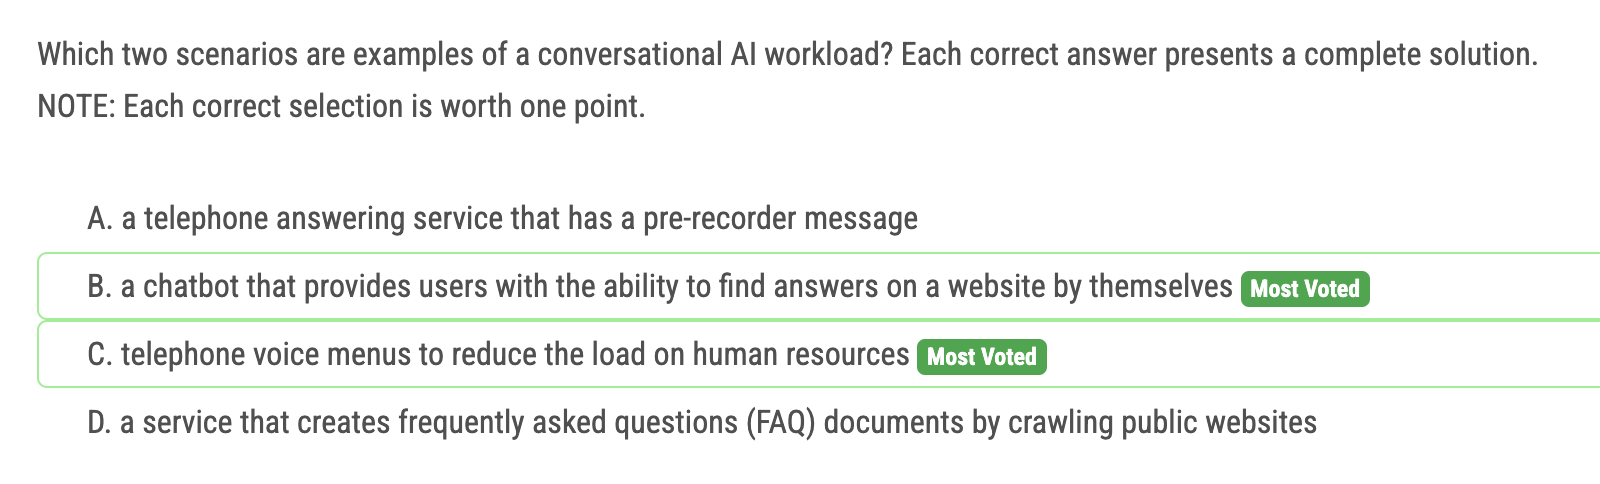 Which two scenarios are examples of a conversational AI workload? Each correct answer presents a complete solution.
NOTE: Each correct selection is worth one point.
A. a telephone answering service that has a pre-recorder message
B. a chatbot that provides users with the ability to find answers on a website by themselves Most Voted
C. telephone voice menus to reduce the load on human resources Most Voted
D. a service that creates frequently asked questions (FAQ) documents by crawling public websites